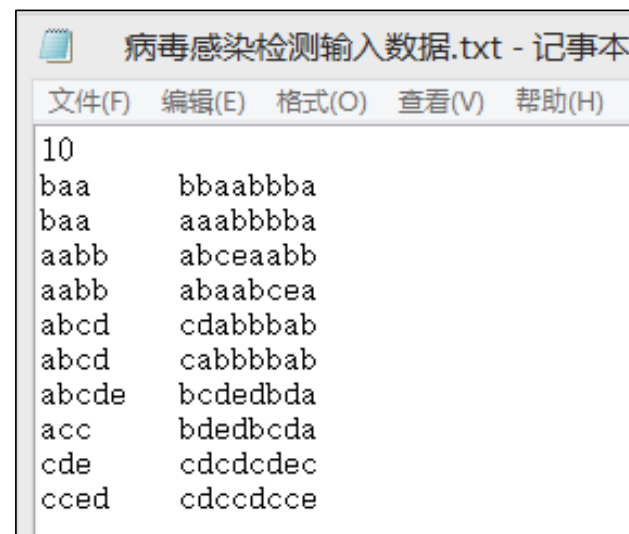 病毒感染检测输入数据.txt - 记事本
文件(F) 编辑(E) 格式(O) 查看(V) 帮助(H)
10
baa bbaabbba
baa aaabbbba
aabb abceaabb
aabb abaabcea
abcd cdabbbab
abcd cabbbbab
abcde bcdedbda
acc bdedbcda
cde cdcdcdec
cced cdccdcce